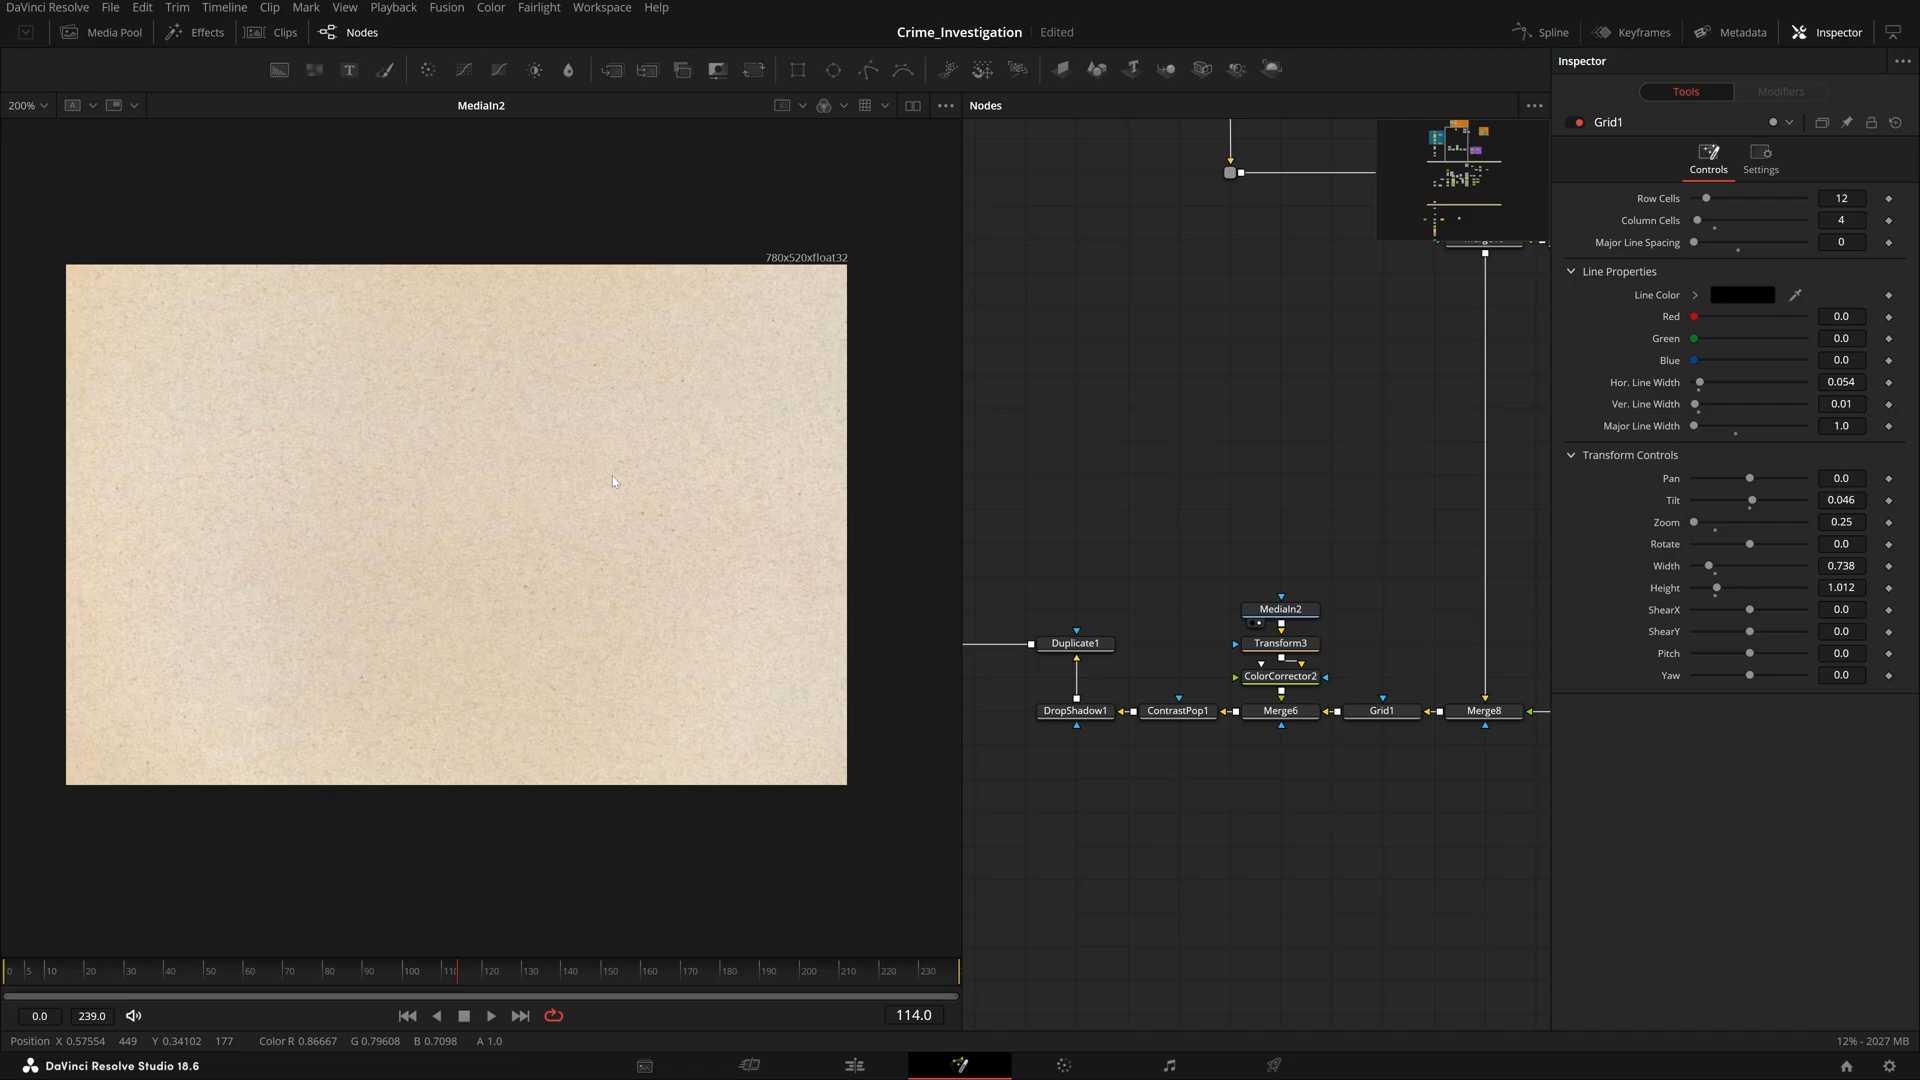 DaVinci Resolve File Edit Trim Timeline Clip Mark View Playback Fusion Color Fairlight Workspace Help
Media Pool Effects Clips Nodes Crime_Investigation Edited Spline Keyframes Metadata Inspector
Inspector
200% A MediaIn2 Nodes
Tools Modifiers
Grid1
Controls Settings
Row Cells 12
Column Cells 4
Major Line Spacing 0
780x520xfloat32
Line Properties
Line Color
Red 0.0
Green 0.0
Blue 0.0
Hor. Line Width 0.054
Ver. Line Width 0.01
Major Line Width 1.0
Transform Controls
Pan 0.0
Tilt 0.046
Zoom 0.25
Rotate 0.0
Width 0.738
Height 1.012
ShearX 0.0
ShearY 0.0
Pitch 0.0
Yaw 0.0
MediaIn2
Duplicate1 Transform3
ColorCorrector2
DropShadow1 ContrastPop1 Merge6 Grid1 Merge8
0 5 10 20 30 40 50 60 70 80 90 100 110 120 130 140 150 160 170 180 190 200 210 220 230
0.0 239.0 114.0
Position X 0.57554 449 Y 0.34102 177 Color R 0.86667 G 0.79608 B 0.7098 A 1.0 12% - 2027 MB
DaVinci Resolve Studio 18.6